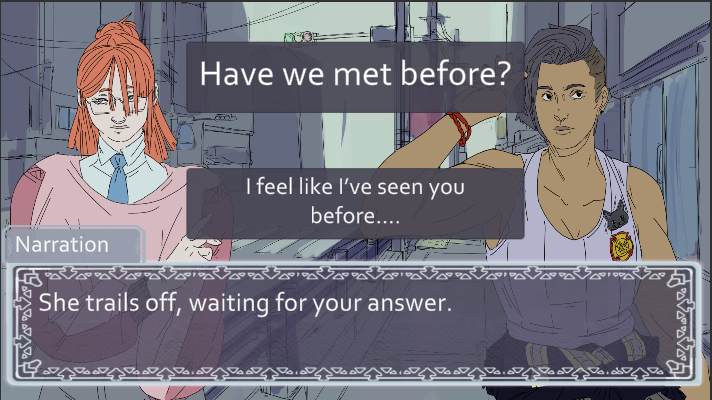 Have we met before?
I feel like I've seen you
before....
Narration
She trails off, waiting for your answer.